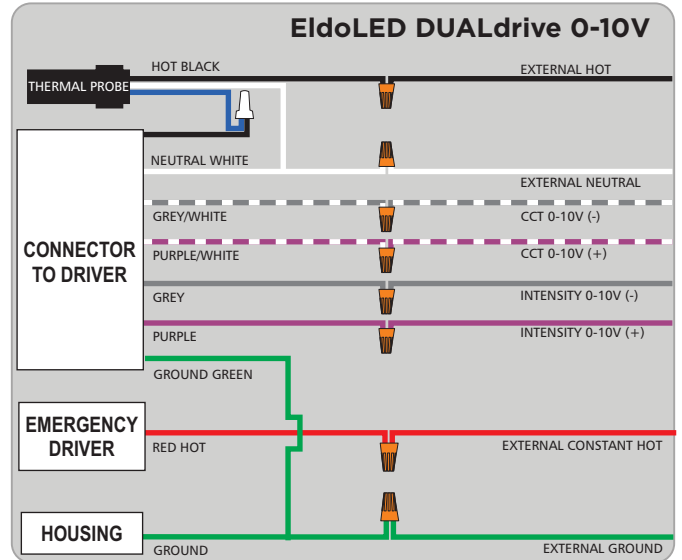 EldoLED DUALdrive 0-10V
HOT BLACK
EXTERNAL HOT
THERMAL PROBE
NEUTRAL WHITE
EXTERNAL NEUTRAL
GREY/WHITE
CCT 0-10V (-)
CONNECTOR
TO DRIVER
PURPLE/WHITE
CCT 0-10V (+)
GREY
INTENSITY 0-10V (-)
PURPLE
INTENSITY 0-10V (+)
GROUND GREEN
EMERGENCY
DRIVER
RED HOT
EXTERNAL CONSTANT HOT
HOUSING
GROUND
EXTERNAL GROUND